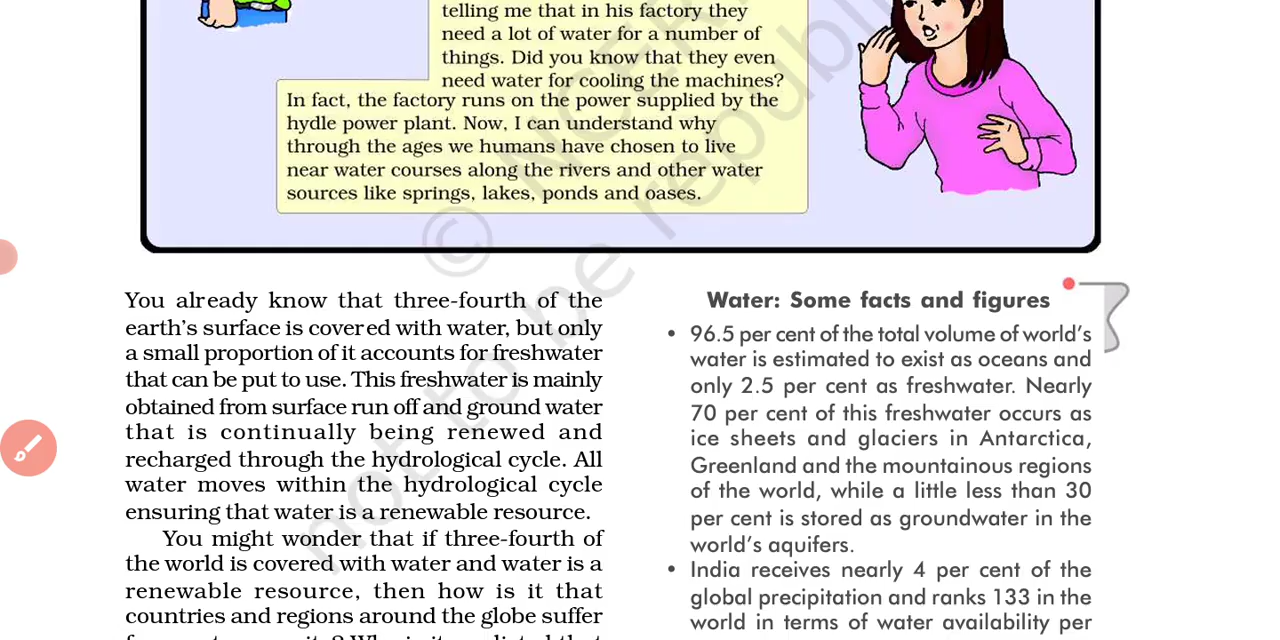 telling me that in his factory they
need a lot of water for a number of
things. Did you know that they even
need water for cooling the machines?
In fact, the factory runs on the power supplied by the
hydle power plant. Now, I can understand why
through the ages we humans have chosen to live
near water courses along the rivers and other water
sources like springs, lakes, ponds and oases.
You already know that three-fourth of the
earth's surface is covered with water, but only
a small proportion of it accounts for freshwater
that can be put to use. This freshwater is mainly
obtained from surface run off and ground water
that is continually being renewed and
recharged through the hydrological cycle. All
water moves within the hydrological cycle
ensuring that water is a renewable resource.
You might wonder that if three-fourth of
the world is covered with water and water is a
renewable resource, then how is it that
countries and regions around the globe suffer
Water: Some facts and figures
• 96.5 per cent of the total volume of world's
water is estimated to exist as oceans and
only 2.5 per cent as freshwater. Nearly
70 per cent of this freshwater occurs as
ice sheets and glaciers in Antarctica,
Greenland and the mountainous regions
of the world, while a little less than 30
per cent is stored as groundwater in the
world's aquifers.
• India receives nearly 4 per cent of the
global precipitation and ranks 133 in the
world in terms of water availability per
© NCER
not to be republi